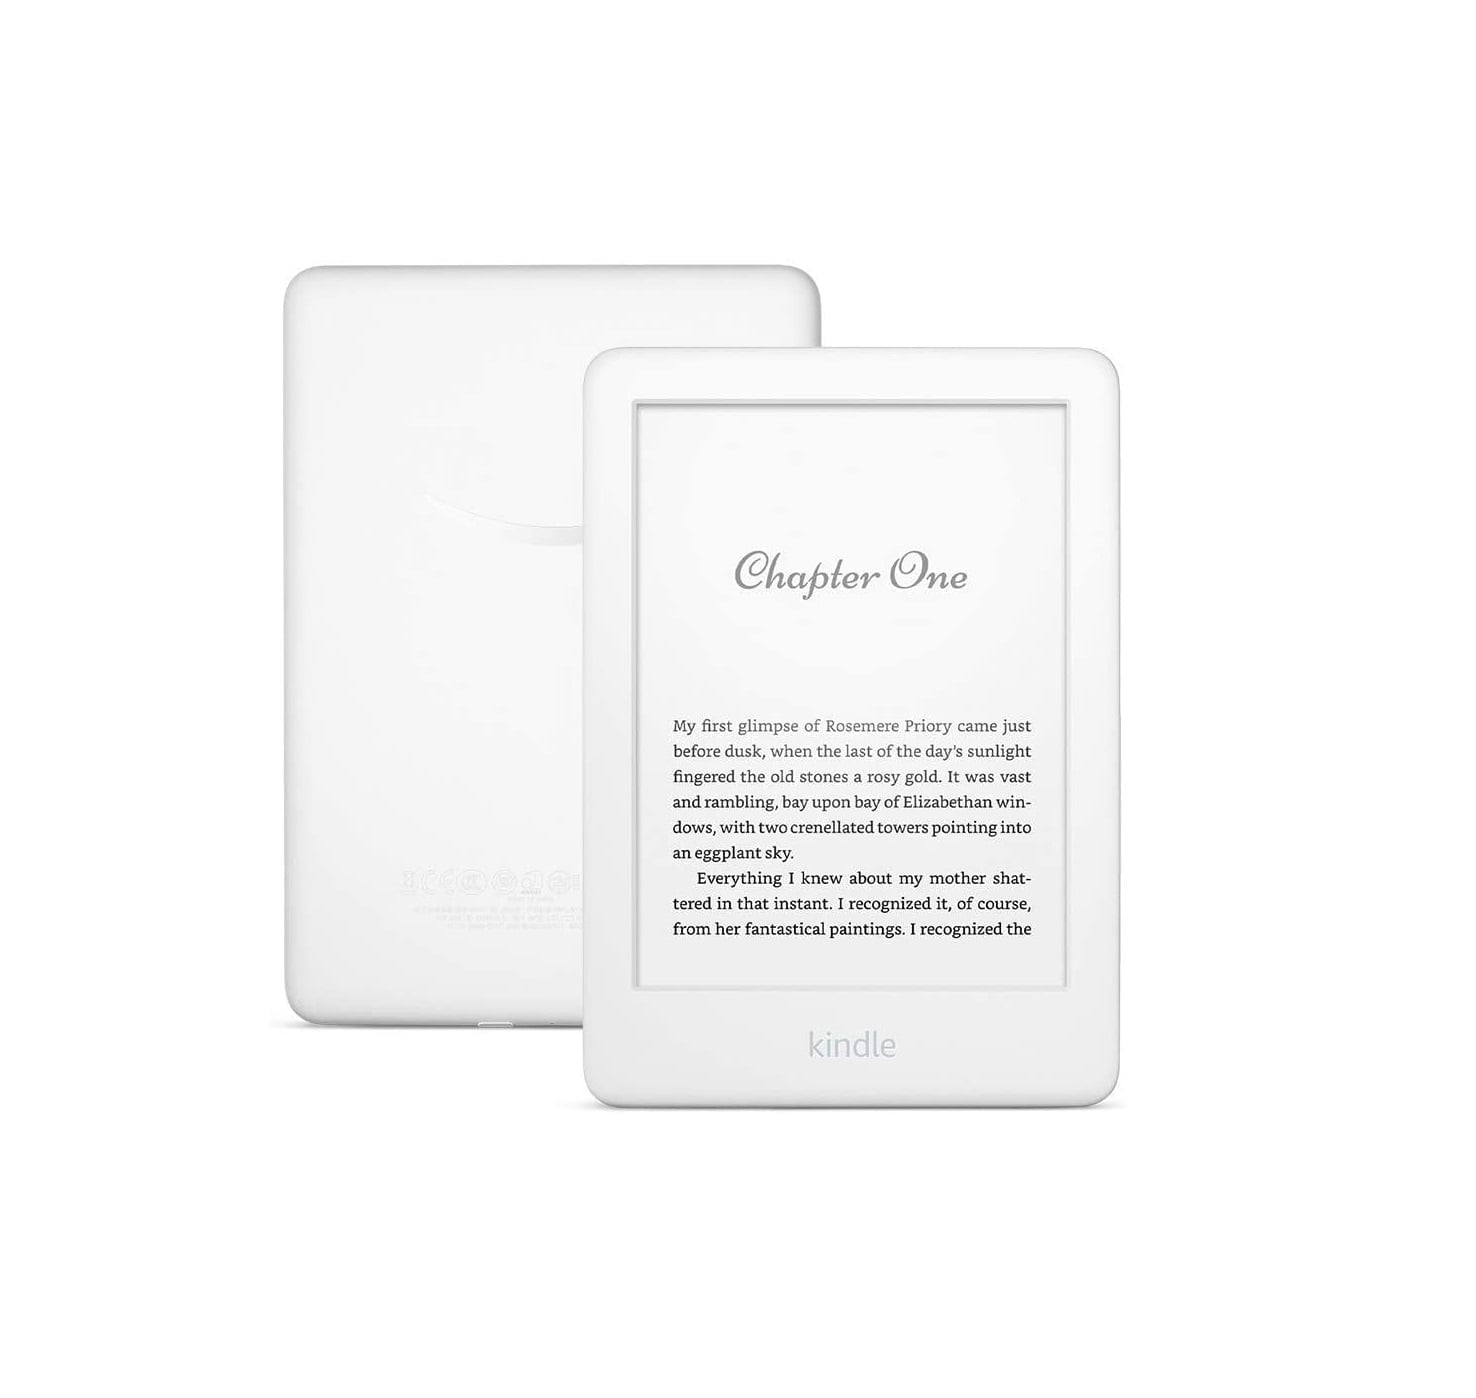 Chapter One
My first glimpse of Rosemere Priory came just
before dusk, when the last of the day's sunlight
fingered the old stones a rosy gold. It was vast
and rambling, bay upon bay of Elizabethan win-
dows, with two crenellated towers pointing into
an eggplant sky.
Everything I knew about my mother shat-
tered in that instant. I recognized it, of course,
from her fantastical paintings. I recognized the
kindle